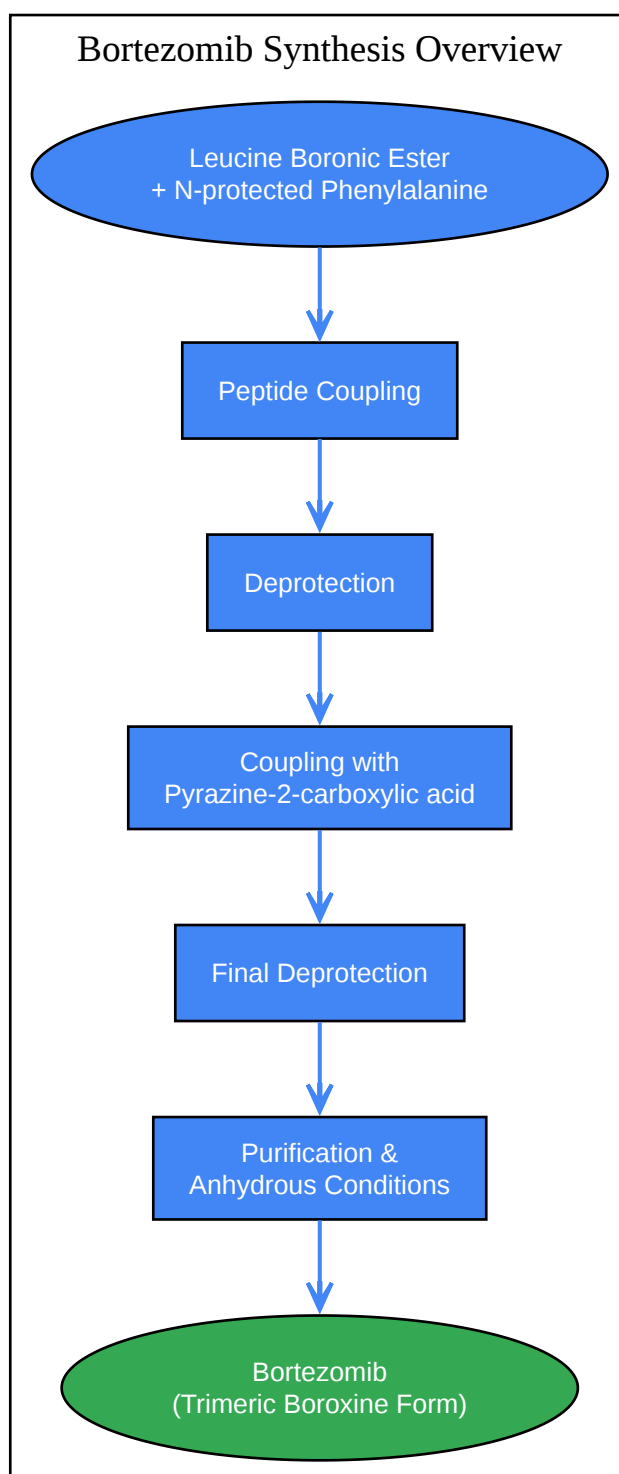 Bortezomib Synthesis Overview
Leucine Boronic Ester
+ N-protected Phenylalanine
Peptide Coupling
Deprotection
Coupling with
Pyrazine-2-carboxylic acid
Final Deprotection
Purification &
Anhydrous Conditions
Bortezomib
(Trimeric Boroxine Form)